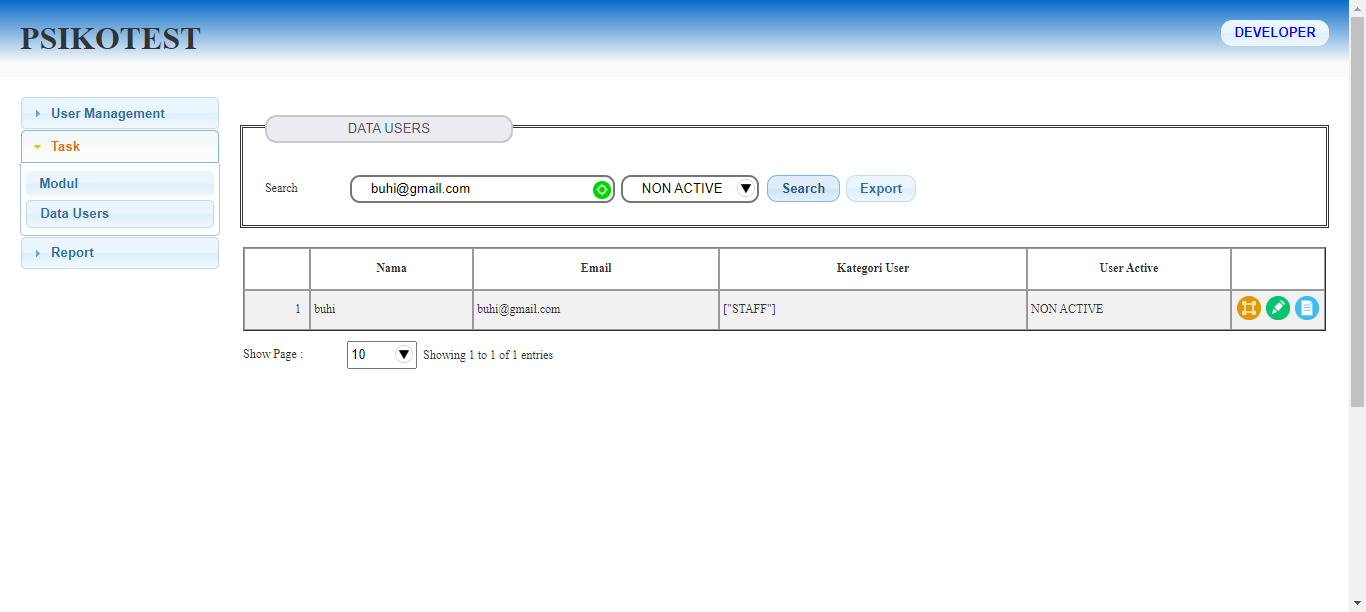 PSIKOTEST
DEVELOPER
User Management
Task
Modul
Data Users
Report
DATA USERS
Search buhi@gmail.com NON ACTIVE Search Export
Nama Email Kategori User User Active
1 buhi buhi@gmail.com ["STAFF"] NON ACTIVE
Show Page : 10 Showing 1 to 1 of 1 entries